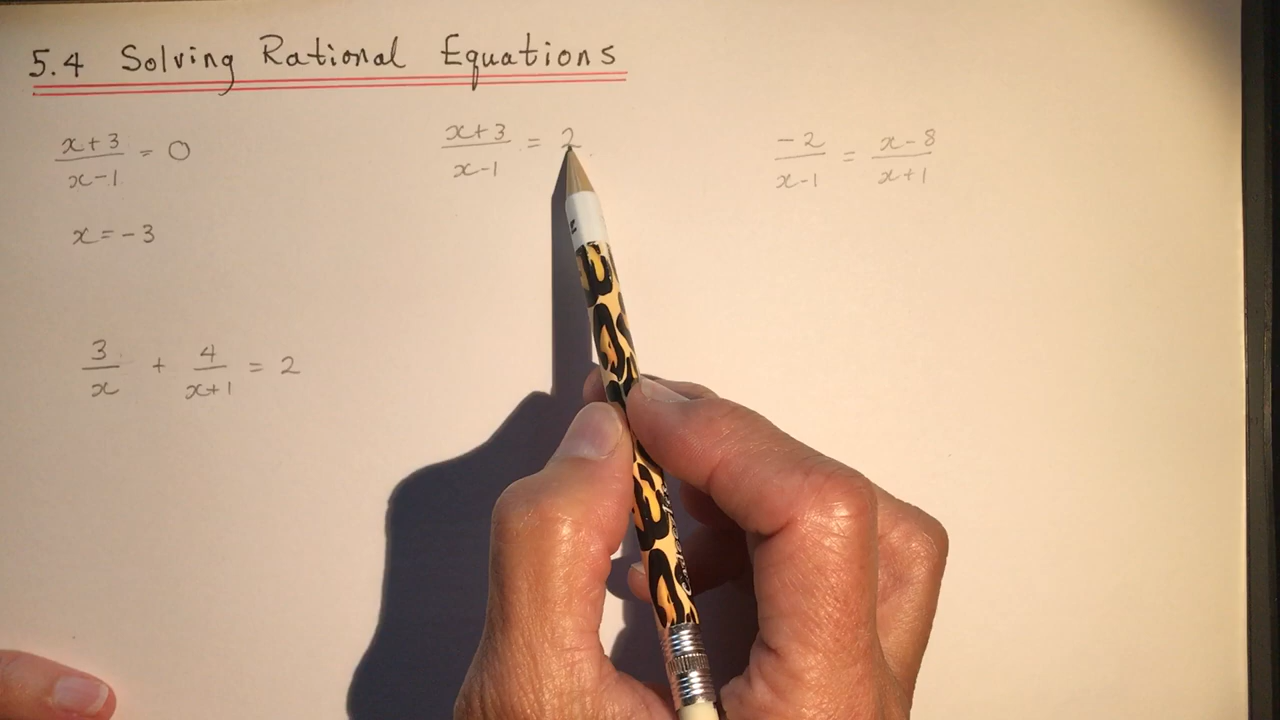 5.4 Solving Rational Equations
x+3 / x-1 = 0
x = -3
x+3 / x-1 = 2
-2 / x-1 = x-8 / x+1
3 / x + 4 / x+1 = 2